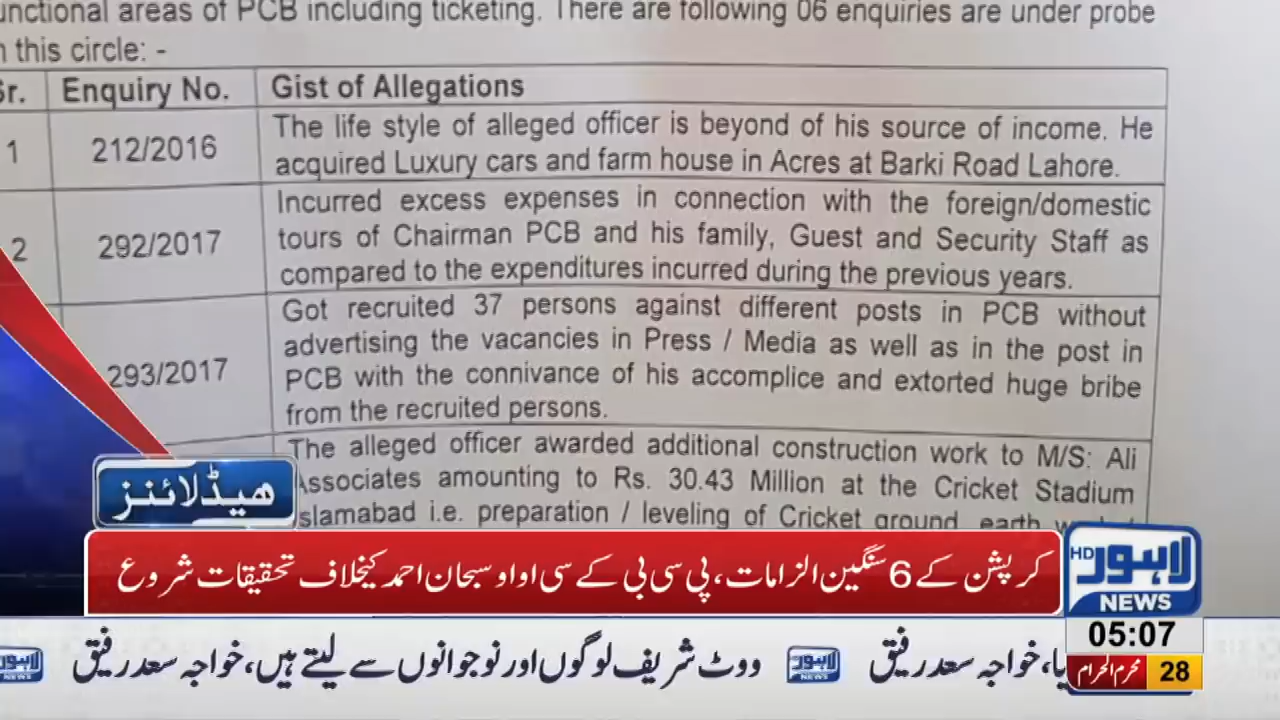 unctional areas of PCB including ticketing. There are following 06 enquiries are under probe
n this circle: -
Sr. Enquiry No. Gist of Allegations
1 212/2016 The life style of alleged officer is beyond of his source of income. He
acquired Luxury cars and farm house in Acres at Barki Road Lahore.
2 292/2017 Incurred excess expenses in connection with the foreign/domestic
tours of Chairman PCB and his family, Guest and Security Staff as
compared to the expenditures incurred during the previous years.
293/2017 Got recruited 37 persons against different posts in PCB without
advertising the vacancies in Press / Media as well as in the post in
PCB with the connivance of his accomplice and extorted huge bribe
from the recruited persons.
The alleged officer awarded additional construction work to M/S: Ali
Associates amounting to Rs. 30.43 Million at the Cricket Stadium
Islamabad i.e. preparation / leveling of Cricket ground, earth
ھیڈلائنز
کرپشن کے 6 سنگین الزامات، پی سی بی کے سی او او سبحان احمد کیخلاف تحقیقات شروع
لاہور HD
NEWS
05:07
محرم الحرام 28
یا، خواجہ سعد رفیق لاہور NEWS ووٹ شریف لوگوں اور نوجوانوں سے لیتے ہیں، خواجہ سعد رفیق لاہور NEWS